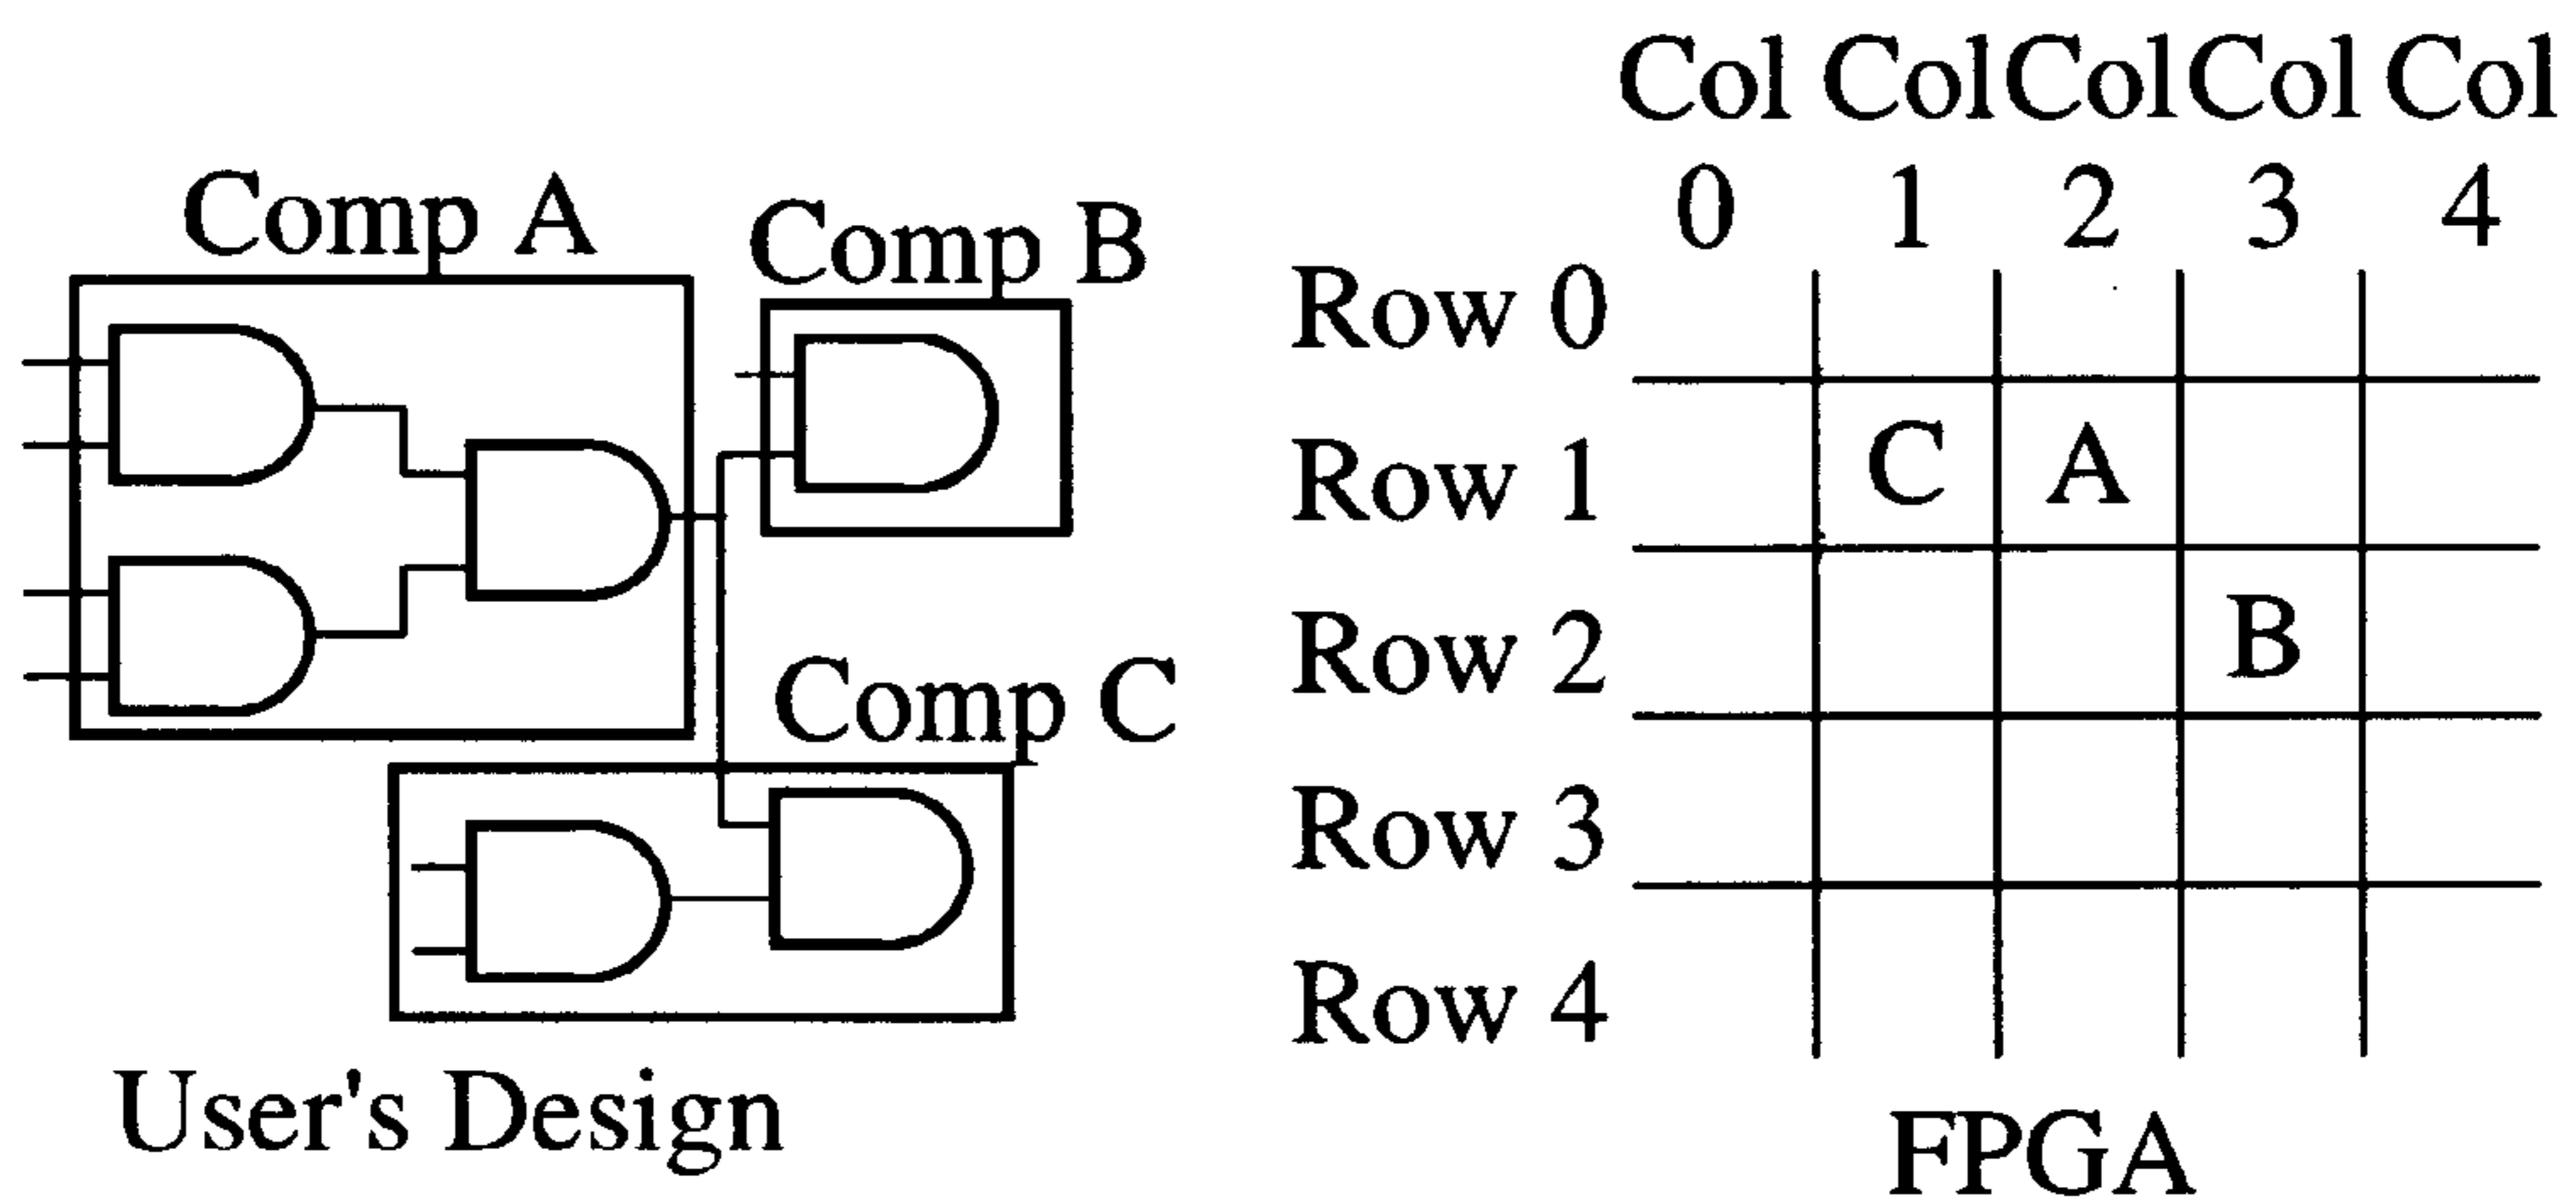 Comp A
Comp B
Comp C
User's Design
Col Col Col Col Col
0 1 2 3 4
Row 0
Row 1 C A
Row 2 B
Row 3
Row 4
FPGA